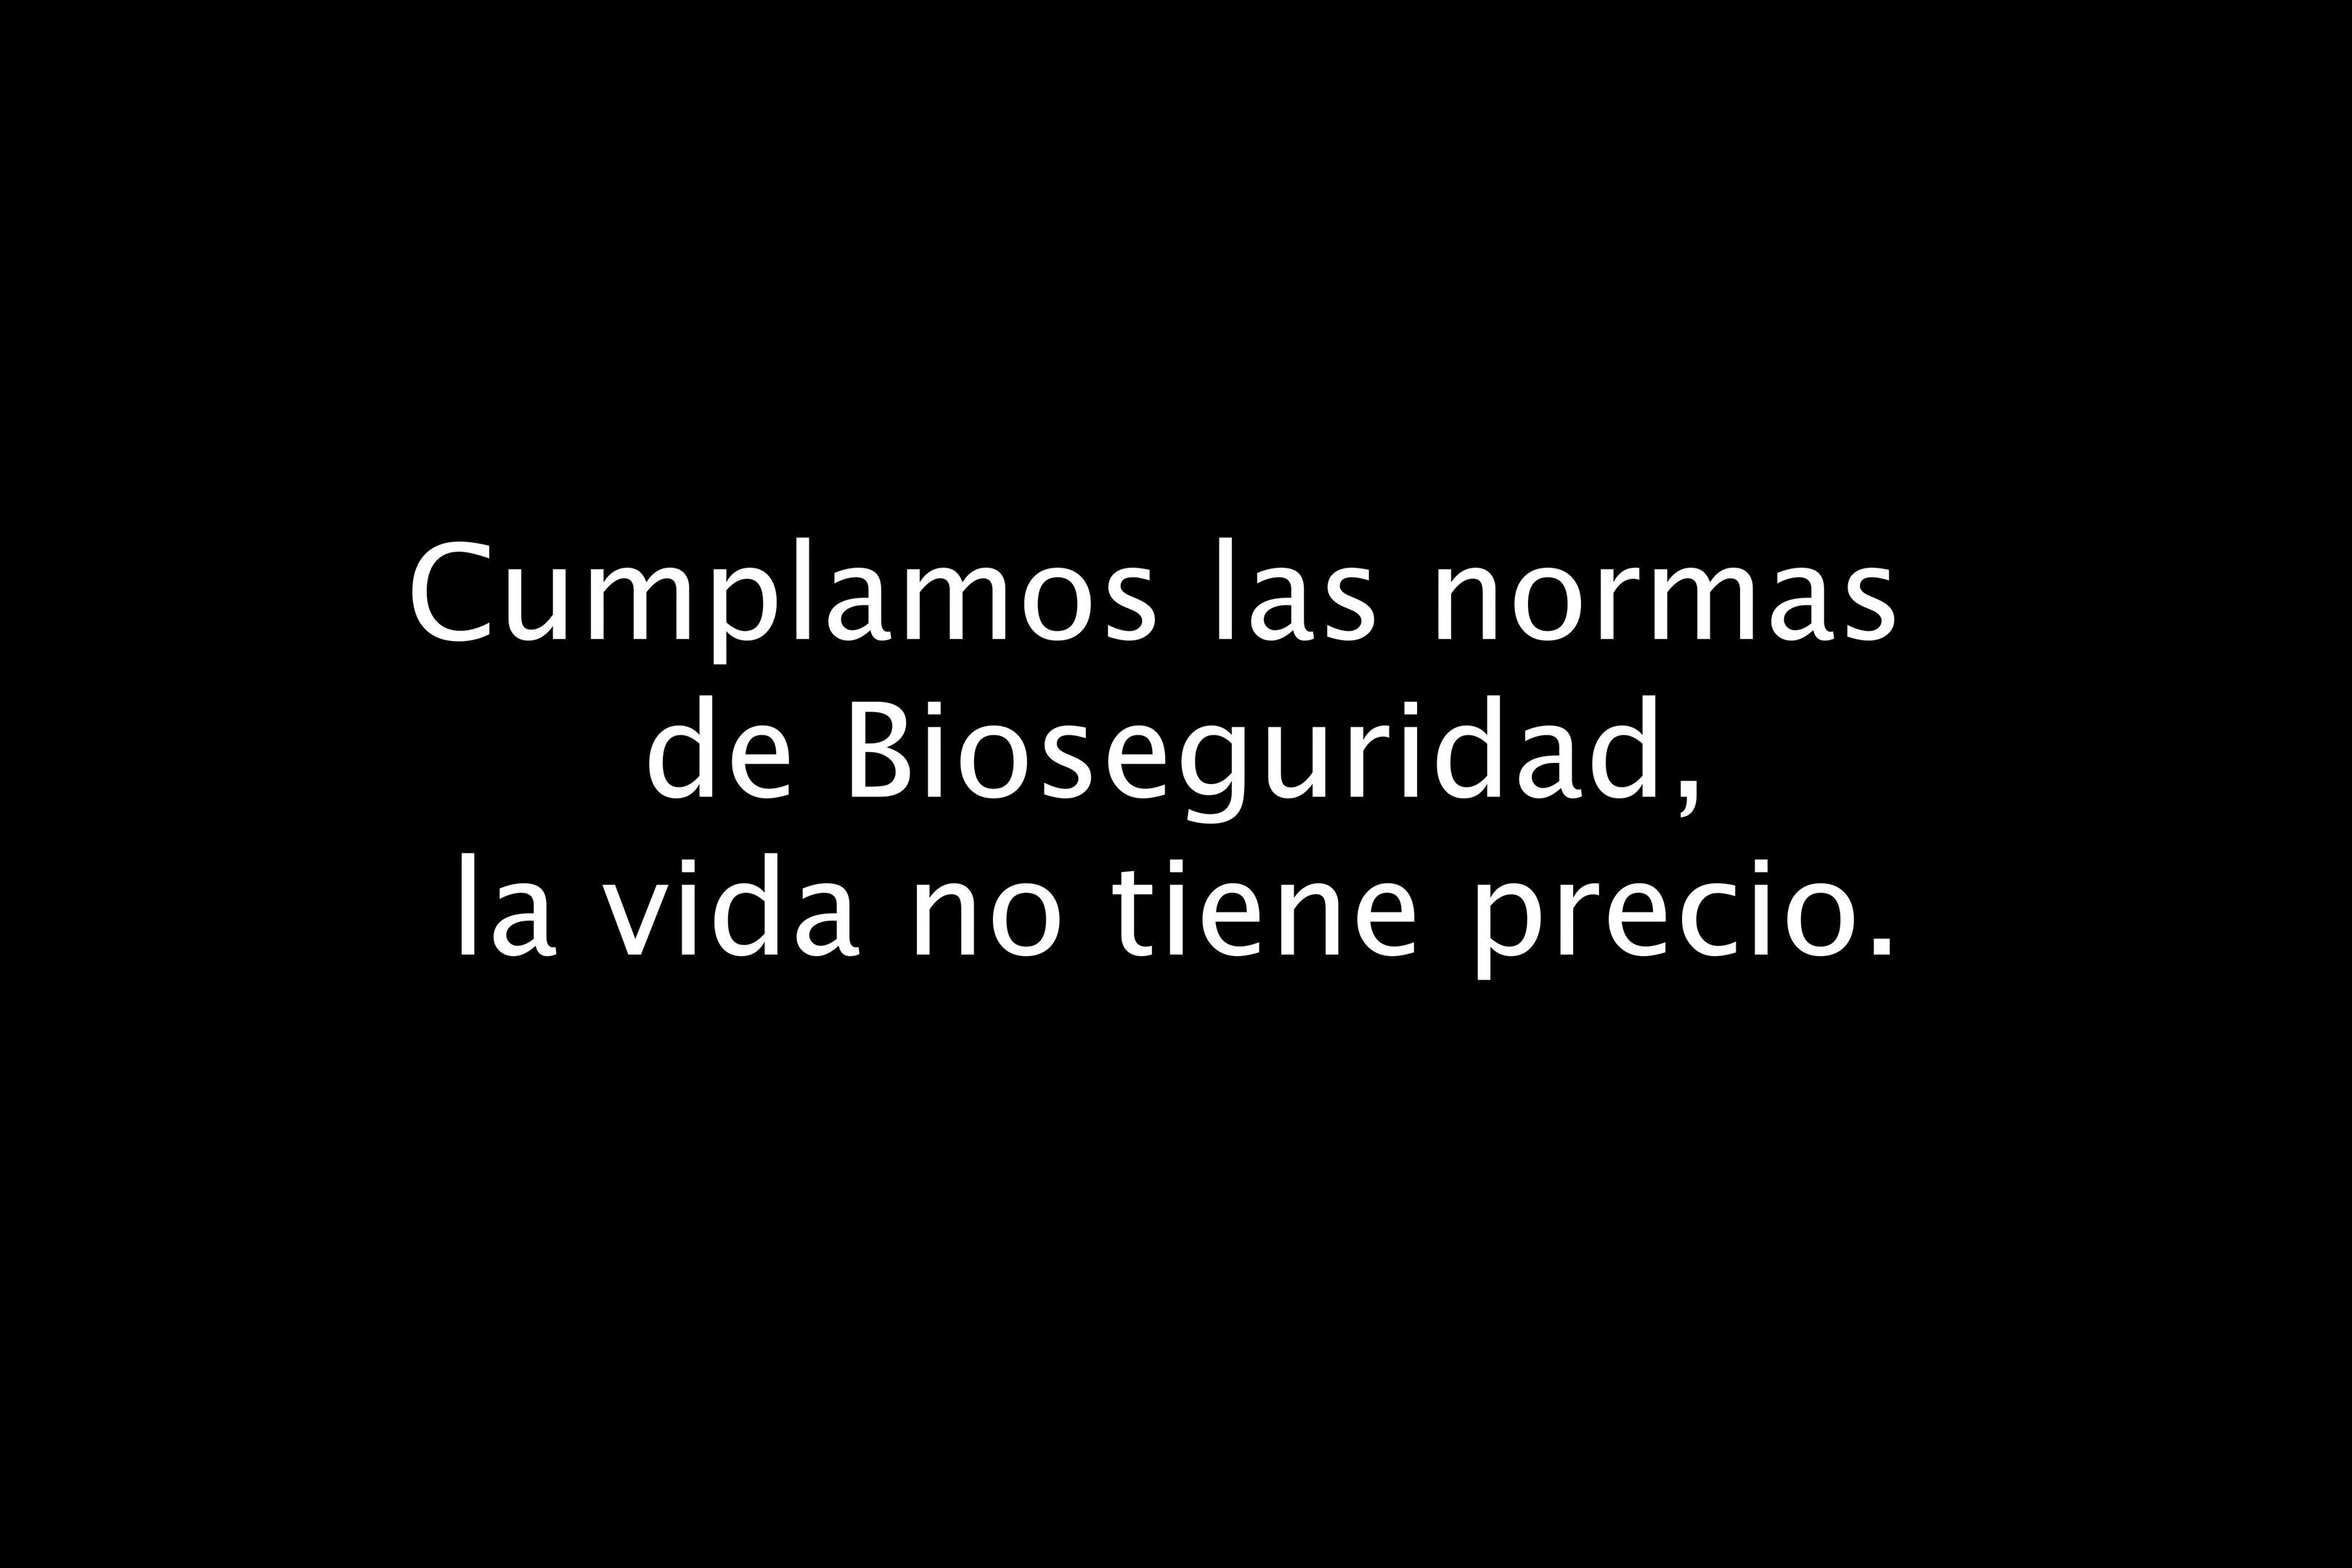 Cumplamos las normas
de Bioseguridad,
la vida no tiene precio.